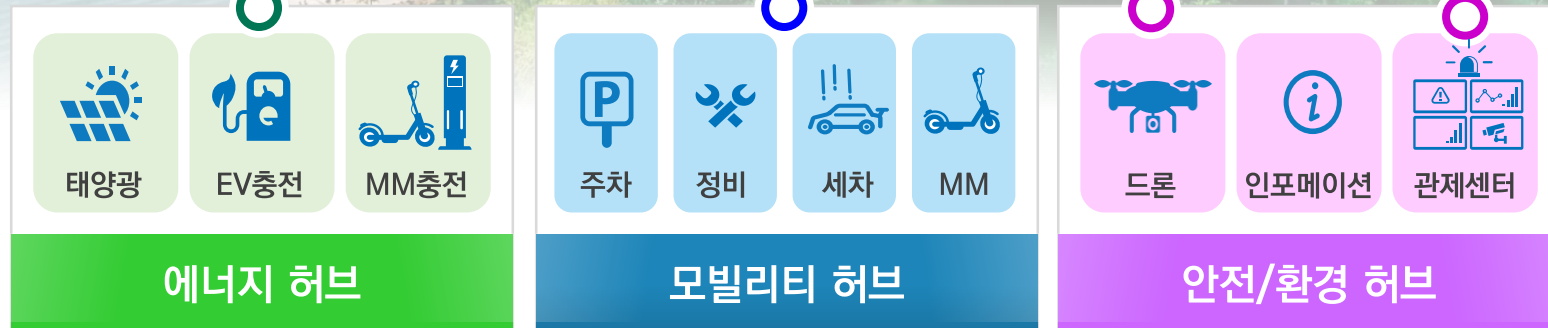 태양광
EV충전
MM충전
에너지 허브
P
주차
정비
세차
MM
모빌리티 허브
드론
i
인포메이션
관제센터
안전/환경 허브